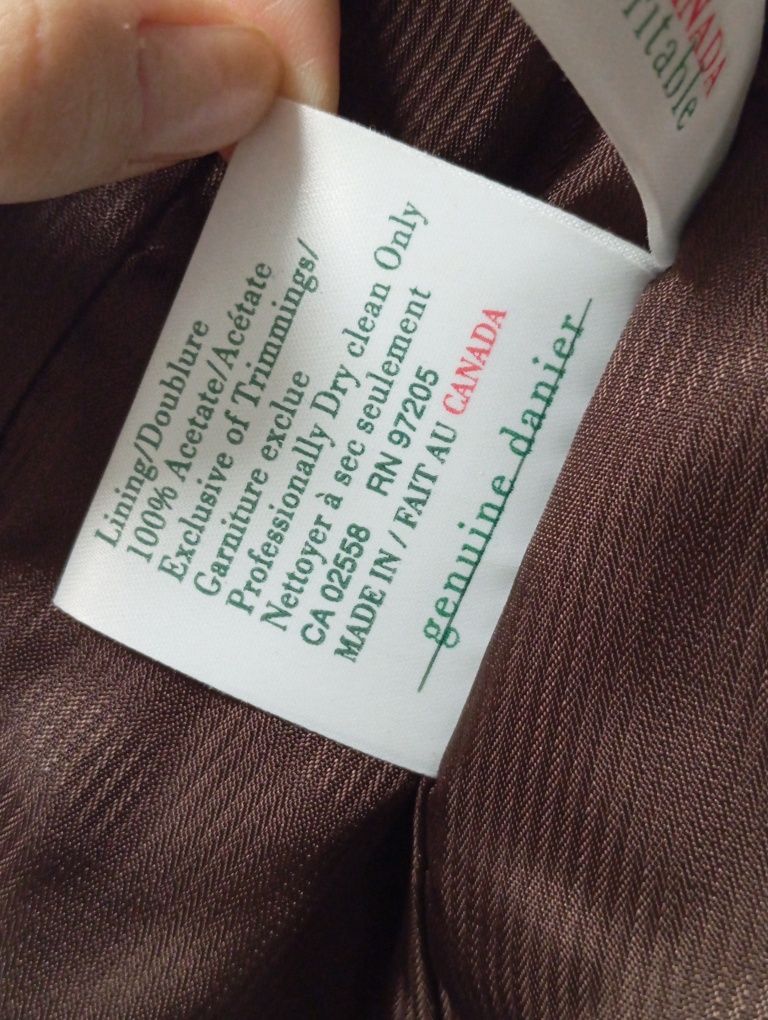 Lining/Doublure
100% Acetate/Acétate
Exclusive of Trimmings/
Garniture exclue
Professionally Dry clean Only
Nettoyer à sec seulement
CA 02558 RN 97205
MADE IN / FAIT AU CANADA
genuine danier